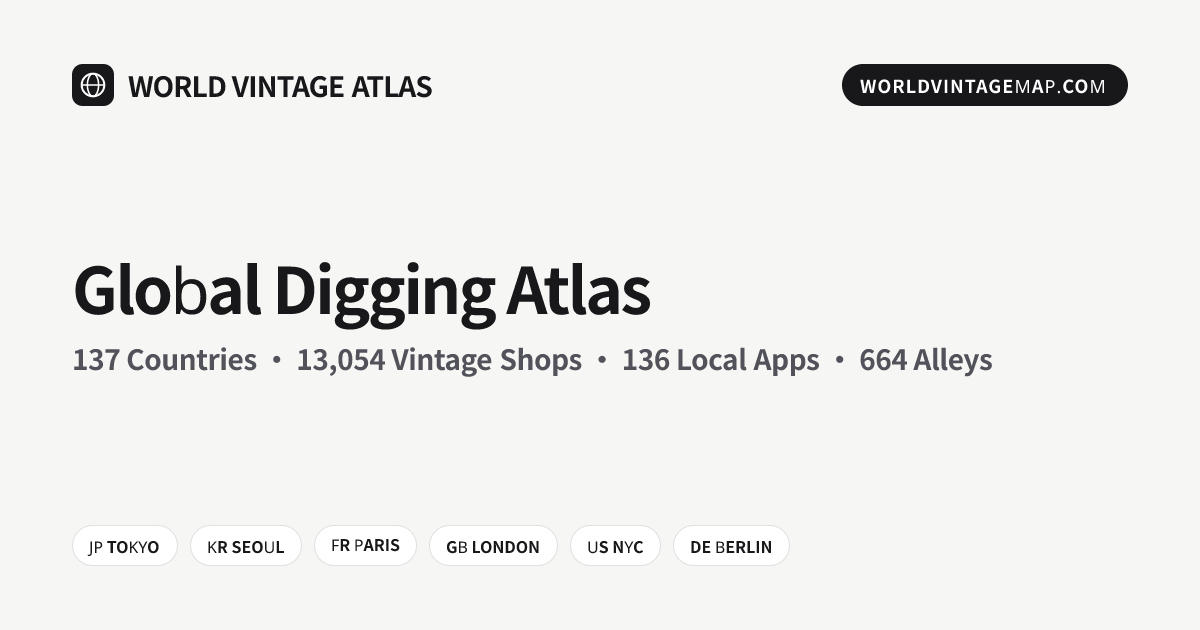 WORLD VINTAGE ATLAS
WORLDVINTAGEMAP.COM
Global Digging Atlas
137 Countries • 13,054 Vintage Shops • 136 Local Apps • 664 Alleys
JP TOKYO KR SEOUL FR PARIS GB LONDON US NYC DE BERLIN